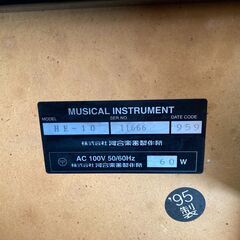 MUSICAL INSTRUMENT
MODEL HE-10 SER NO 11666 DATE CODE 959
株式会社 河合楽器製作所
AC 100V 50/60Hz 60 W
株式会社 河合楽器製作所
'95製